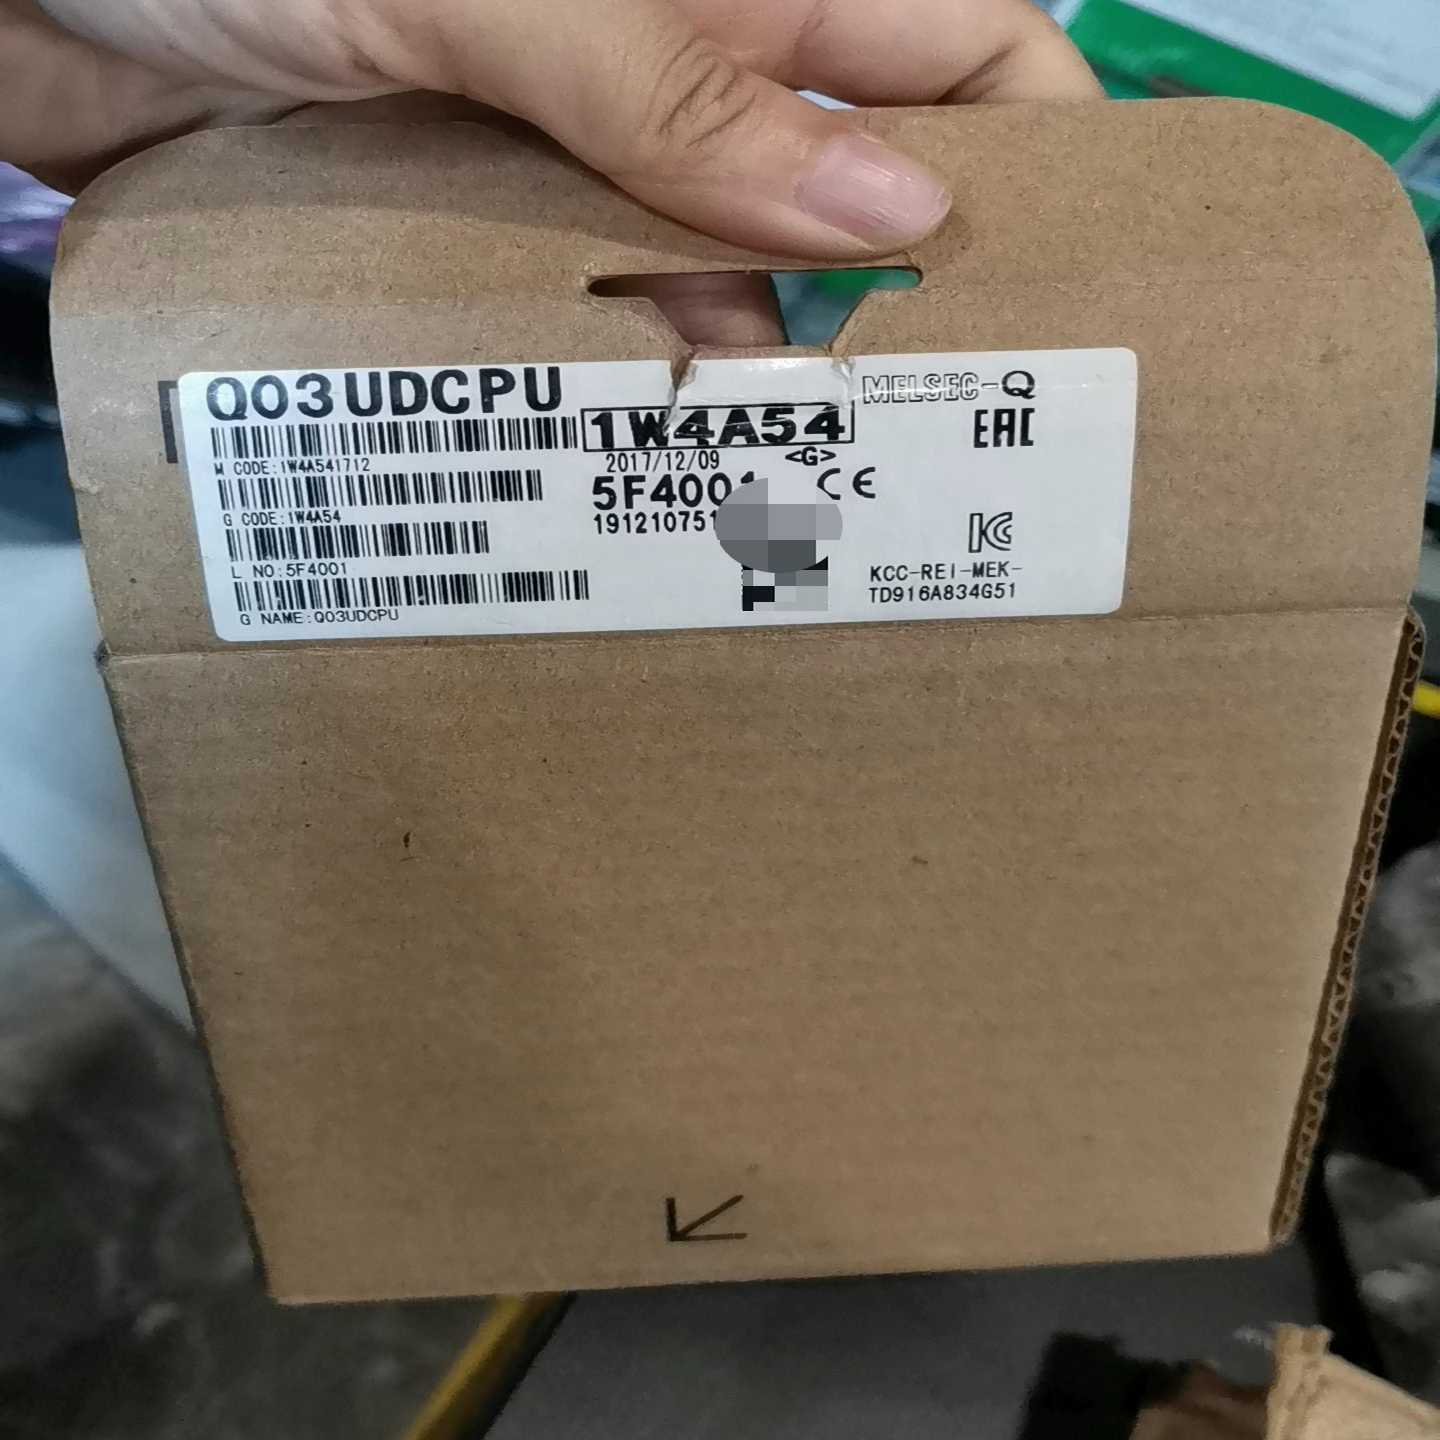 Q03UDCPU
1W4A54
MELSEC-Q
M CODE:1W4A541712
2017/12/09
<G>
EAC
5F4001
CE
G CODE:1W4A54
191210751
L NO:5F4001
KCC-REI-MEK-
TD916A834G51
G NAME:Q03UDCPU